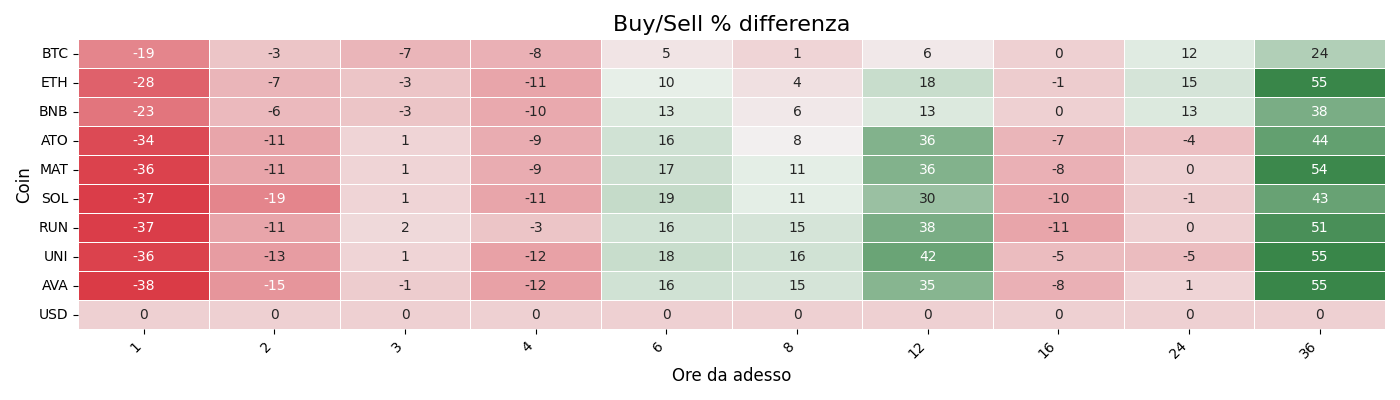 Buy/Sell % differenza
Coin
BTC -19 -3 -7 -8 5 1 6 0 12 24
ETH -28 -7 -3 -11 10 4 18 -1 15 55
BNB -23 -6 -3 -10 13 6 13 0 13 38
ATO -34 -11 1 -9 16 8 36 -7 -4 44
MAT -36 -11 1 -9 17 11 36 -8 0 54
SOL -37 -19 1 -11 19 11 30 -10 -1 43
RUN -37 -11 2 -3 16 15 38 -11 0 51
UNI -36 -13 1 -12 18 16 42 -5 -5 55
AVA -38 -15 -1 -12 16 15 35 -8 1 55
USD 0 0 0 0 0 0 0 0 0 0
1 2 3 4 6 8 12 16 24 36
Ore da adesso